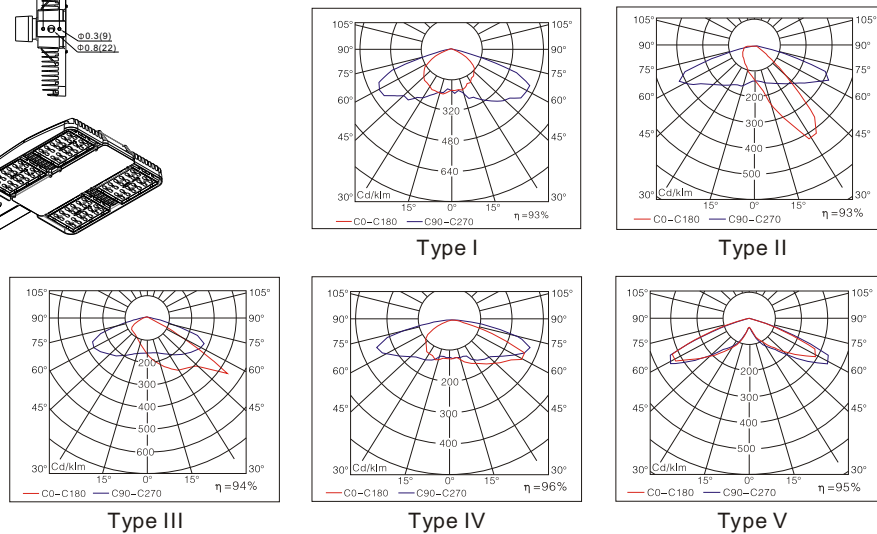 Φ0.3(9)
Φ0.8(22)
105° 105°
90° 90°
75° 75°
60° 60°
45° 45°
320
480
640
30° Cd/klm 30°
15° 0° 15°
C0-C180 C90-C270 η=93%
Type I
105° 105°
90° 90°
75° 75°
60° 60°
45° 45°
200
300
400
500
30° Cd/klm 30°
15° 0° 15°
C0-C180 C90-C270 η=93%
Type II
105° 105°
90° 90°
75° 75°
60° 60°
45° 45°
200
300
400
500
600
30° Cd/klm 30°
15° 0° 15°
C0-C180 C90-C270 η=94%
Type III
105° 105°
90° 90°
75° 75°
60° 60°
45° 45°
200
300
400
30° Cd/klm 30°
15° 0° 15°
C0-C180 C90-C270 η=96%
Type IV
105° 105°
90° 90°
75° 75°
60° 60°
45° 45°
200
300
400
500
30° Cd/klm 30°
15° 0° 15°
C0-C180 C90-C270 η=95%
Type V